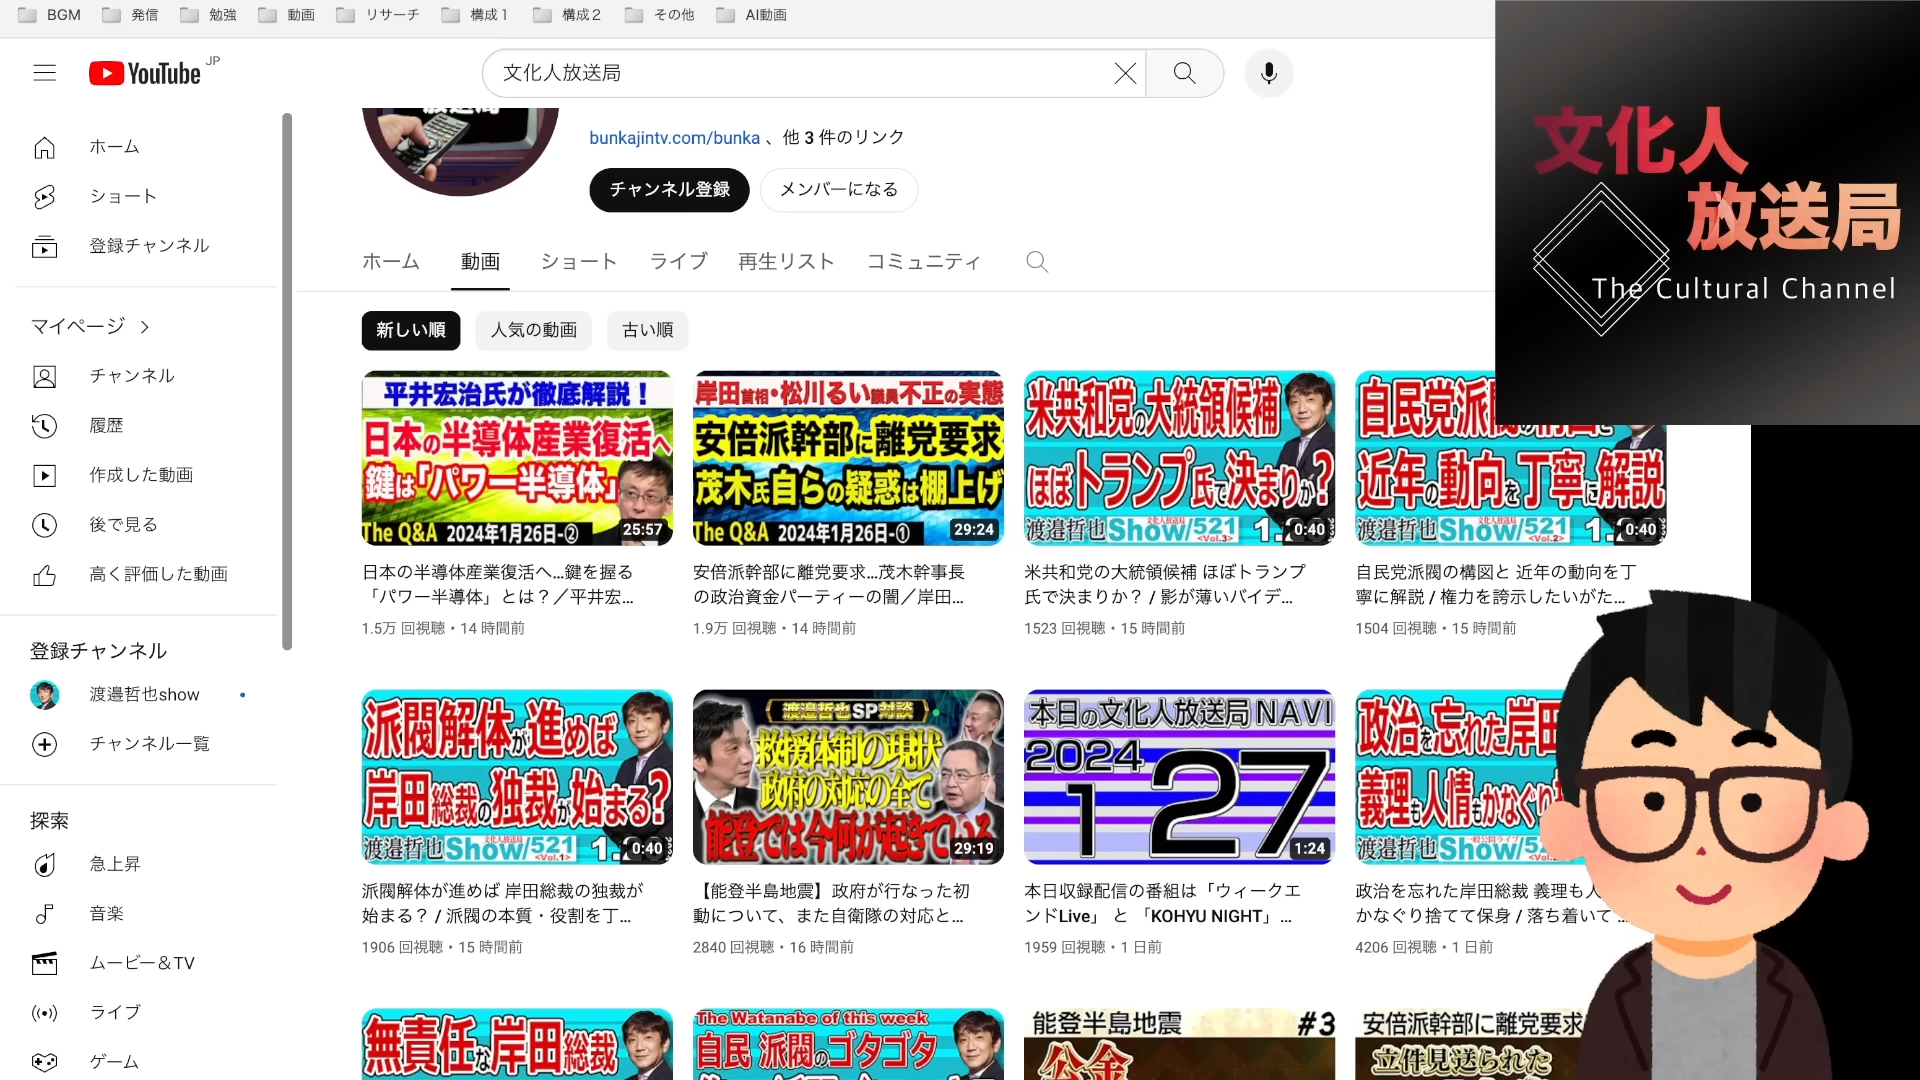 BGM 発信 勉強 動画 リサーチ 構成1 構成2 その他 AI動画
YouTube JP
文化人放送局
文化人
放送局
The Cultural Channel
ホーム
ショート
登録チャンネル
マイページ
チャンネル
履歴
作成した動画
後で見る
高く評価した動画
登録チャンネル
渡邉哲也show
チャンネル一覧
探索
急上昇
音楽
ムービー&TV
ライブ
ゲーム
bunkajintv.com/bunka 、他 3 件のリンク
チャンネル登録 メンバーになる
ホーム 動画 ショート ライブ 再生リスト コミュニティ
新しい順 人気の動画 古い順
平井宏治氏が徹底解説！
日本の半導体産業復活へ
鍵は「パワー半導体」
The Q&A 2024年1月26日-②
25:57
日本の半導体産業復活へ...鍵を握る
「パワー半導体」とは？／平井宏...
1.5万 回視聴・14 時間前
岸田首相・松川るい議員不正の実態
安倍派幹部に離党要求
茂木氏自らの疑惑は棚上げ
The Q&A 2024年1月26日-①
29:24
安倍派幹部に離党要求...茂木幹事長
の政治資金パーティーの闇／岸田...
1.9万 回視聴・14 時間前
米共和党の大統領候補
ほぼトランプ氏で決まりか？
渡邉哲也Show/521 <Vol.3>
0:40
米共和党の大統領候補 ほぼトランプ
氏で決まりか？ / 影が薄いバイデ...
1523 回視聴・15 時間前
自民党派
近年の動向を丁寧に解説
渡邉哲也Show/521 <Vol.2>
0:40
自民党派閥の構図と 近年の動向を丁
寧に解説 / 権力を誇示したいがた...
1504 回視聴・15 時間前
派閥解体が進めば
岸田総裁の独裁が始まる？
渡邉哲也Show/521 <Vol.1>
0:40
派閥解体が進めば 岸田総裁の独裁が
始まる？ / 派閥の本質・役割を丁...
1906 回視聴・15 時間前
渡邉哲也SP対談
救援体制の現状
政府の対応の全て
能登では今何が起きている
29:19
【能登半島地震】政府が行なった初
動について、また自衛隊の対応と...
2840 回視聴・16 時間前
本日の文化人放送局NAVI
2024
1 27
1:24
本日収録配信の番組は「ウィークエ
ンドLive」 と 「KOHYU NIGHT」...
1959 回視聴・1 日前
政治を忘れた岸田
義理も人情もかなぐり
渡邉哲也Show/5
政治を忘れた岸田総裁 義理も人
かなぐり捨てて保身 / 落ち着いて ...
4206 回視聴・1 日前
無責任な岸田総裁
The Watanabe of this week
自民 派閥のゴタゴタ
能登半島地震 #3
公金
安倍派幹部に離党要求
立件見送られた